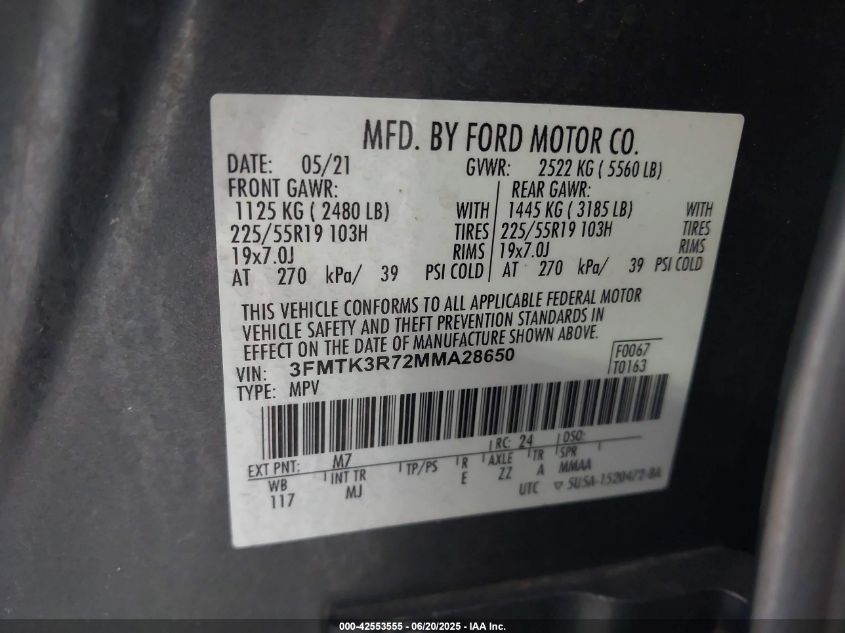 MFD. BY FORD MOTOR CO.
DATE: 05/21 GVWR: 2522 KG ( 5560 LB)
FRONT GAWR: REAR GAWR:
1125 KG ( 2480 LB) WITH 1445 KG ( 3185 LB) WITH
225/55R19 103H TIRES 225/55R19 103H TIRES
19x7.0J RIMS 19x7.0J RIMS
AT 270 kPa/ 39 PSI COLD AT 270 kPa/ 39 PSI COLD
THIS VEHICLE CONFORMS TO ALL APPLICABLE FEDERAL MOTOR
VEHICLE SAFETY AND THEFT PREVENTION STANDARDS IN
EFFECT ON THE DATE OF MANUFACTURE SHOWN ABOVE.
VIN: 3FMTK3R72MMA28650 F0067
TYPE: MPV T0163
EXT PNT: M7 RC: 24 DSO:
WB INT TR TP/PS R AXLE TR SPR
117 MJ E ZZ A MMAA
UTC ▽ SU5A-1520472-BA
000-42553555 - 06/20/2025 - IAA Inc.